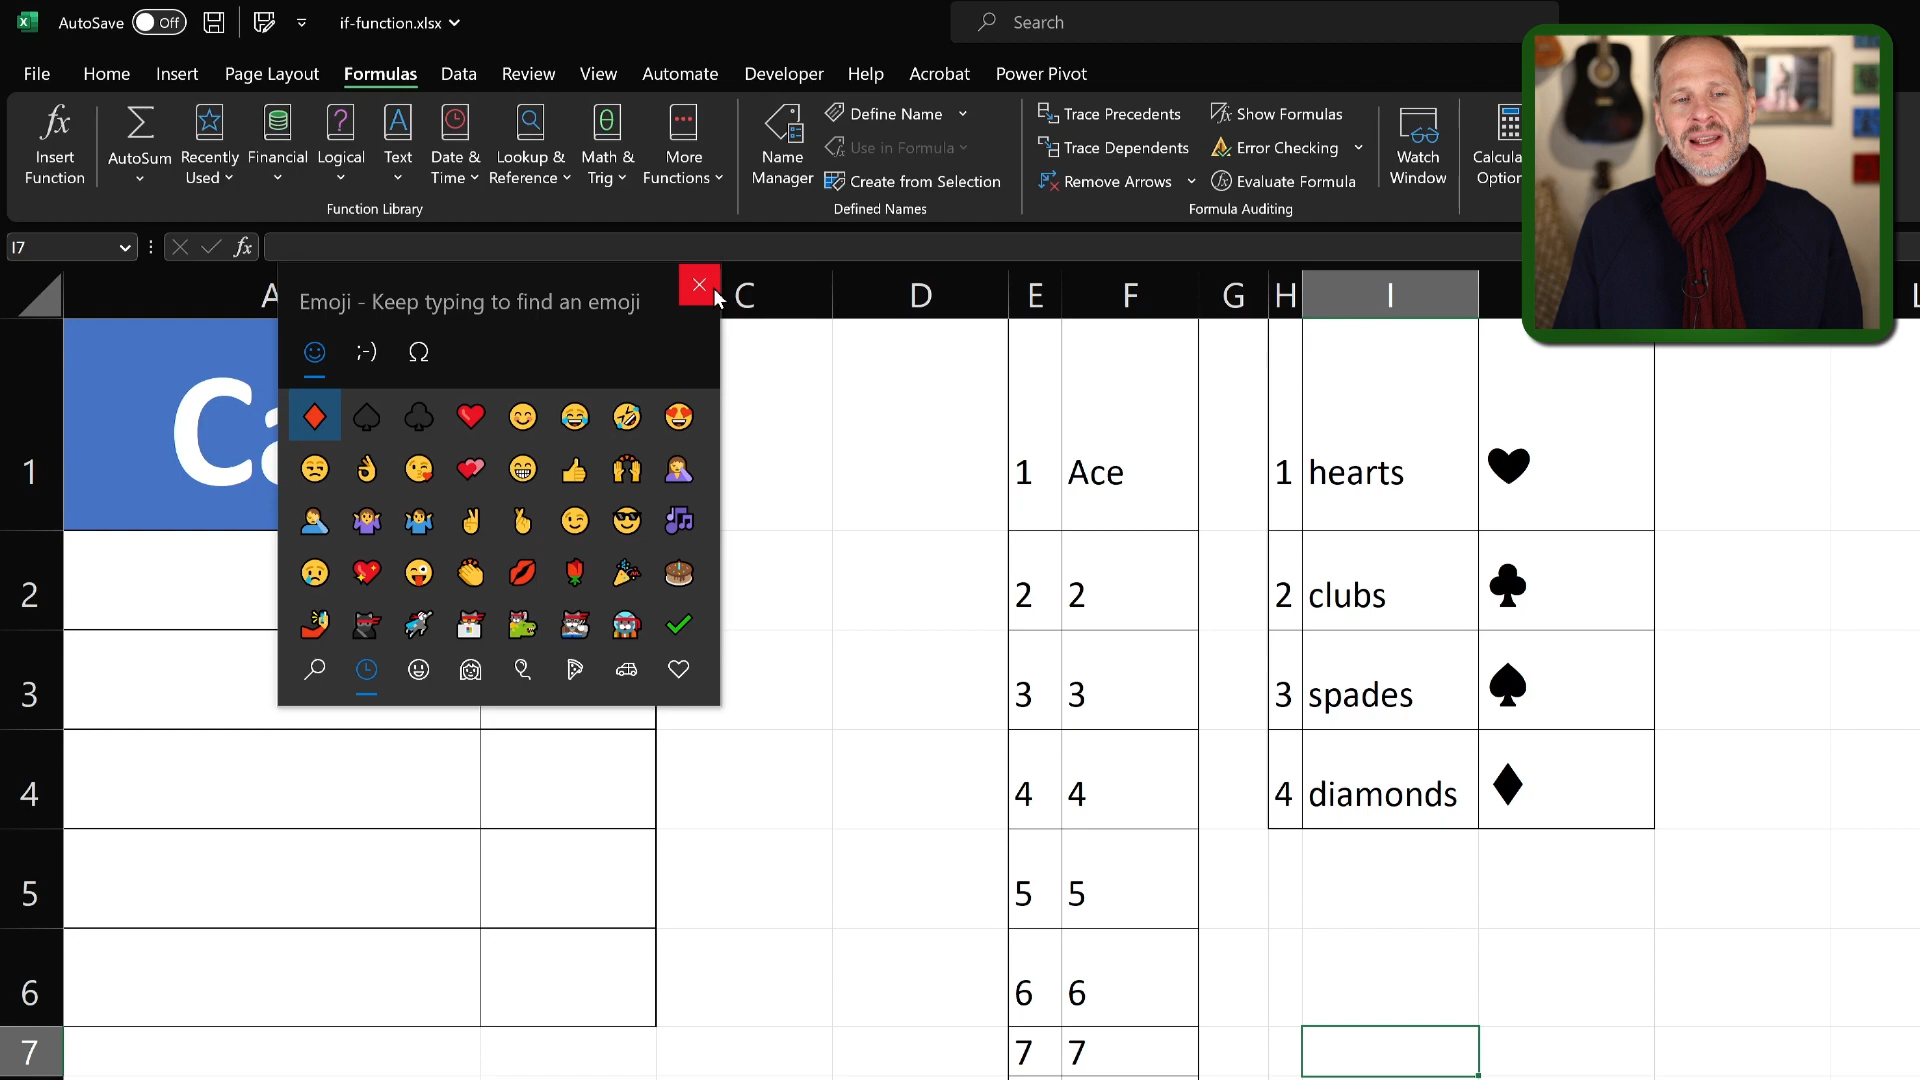 AutoSave Off if-function.xlsx Search
File Home Insert Page Layout Formulas Data Review View Automate Developer Help Acrobat Power Pivot
fx Insert Function
AutoSum
Recently Used
Financial
Logical
Text
Date & Time
Lookup & Reference
Math & Trig
More Functions
Function Library
Name Manager
Define Name
Use in Formula
Create from Selection
Defined Names
Trace Precedents
Trace Dependents
Remove Arrows
Show Formulas
Error Checking
Evaluate Formula
Formula Auditing
Watch Window
I7 fx
Emoji - Keep typing to find an emoji
;-) Ω
C D E F G H I
1 1 Ace 1 hearts
2 2 2 2 clubs
3 3 3 3 spades
4 4 4 4 diamonds
5 5 5
6 6 6
7 7 7